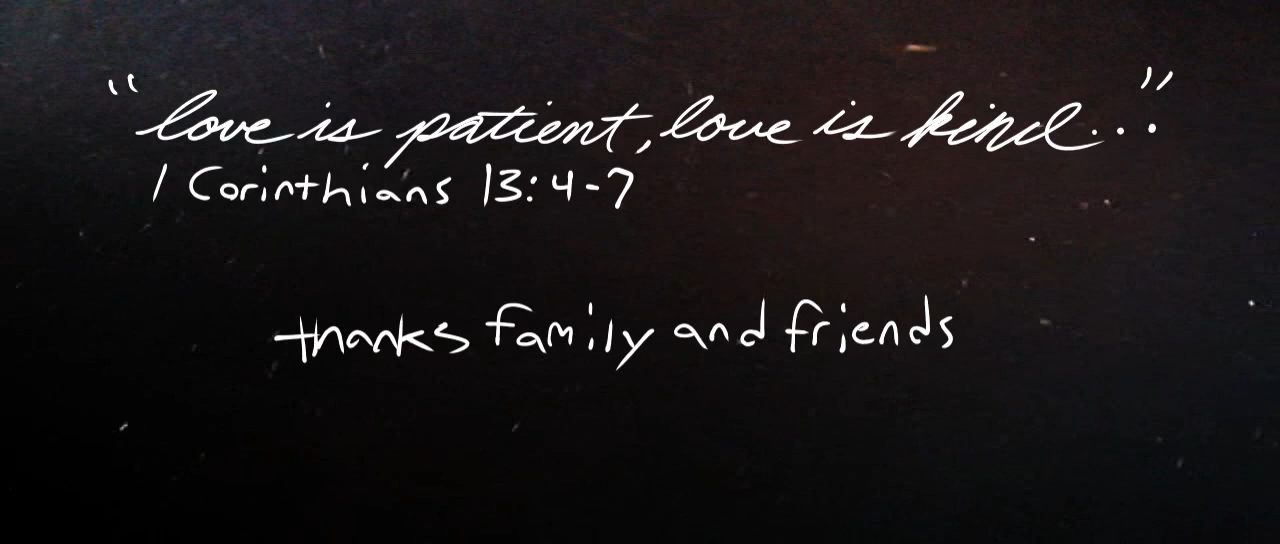 "love is patient, love is kind..."
1 Corinthians 13:4-7
thanks family and friends